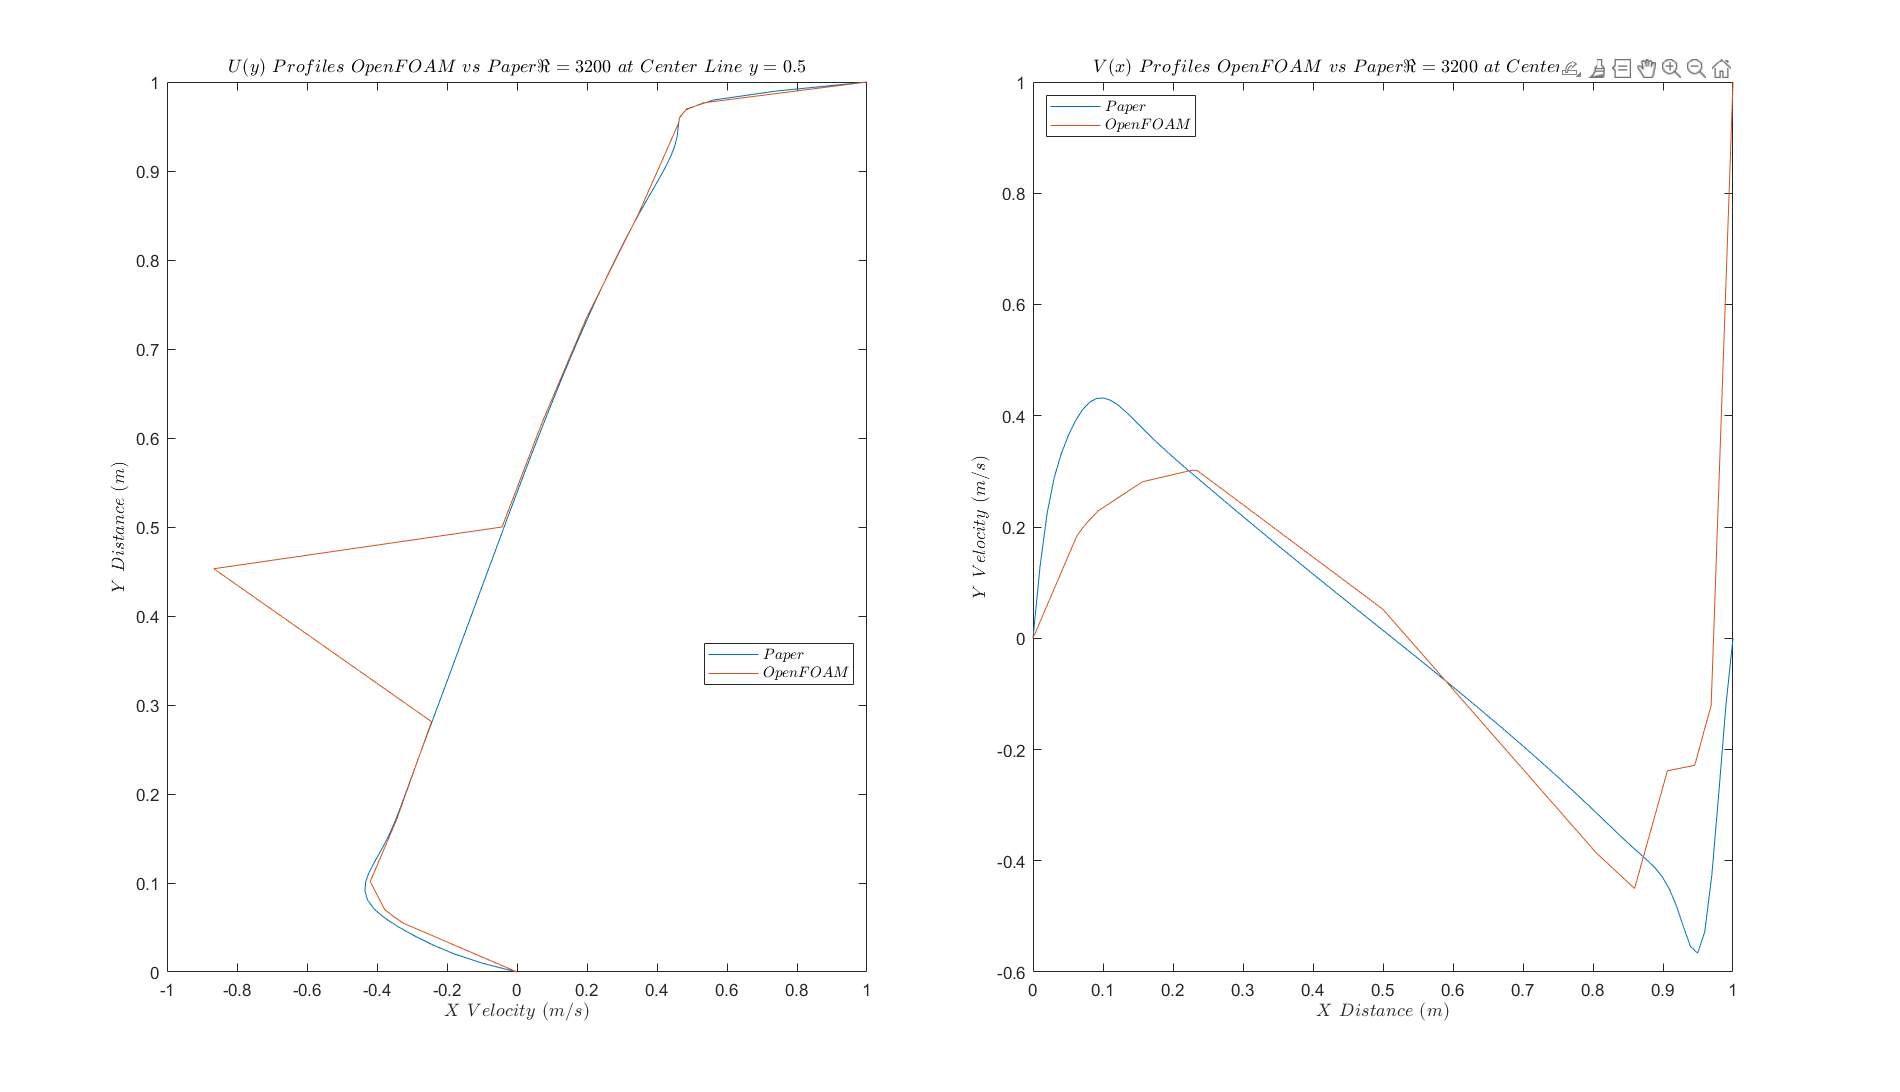 U(y) Profiles OpenFOAM vs Paperℜ = 3200 at Center Line y = 0.5
1
0.9
0.8
0.7
0.6
0.5
0.4
0.3
0.2
0.1
0
Y Distance (m)
Paper
OpenFOAM
-1 -0.8 -0.6 -0.4 -0.2 0 0.2 0.4 0.6 0.8 1
X Velocity (m/s)
V(x) Profiles OpenFOAM vs Paperℜ = 3200 at Center
1
0.8
0.6
0.4
0.2
0
-0.2
-0.4
-0.6
Y Velocity (m/s)
Paper
OpenFOAM
0 0.1 0.2 0.3 0.4 0.5 0.6 0.7 0.8 0.9 1
X Distance (m)